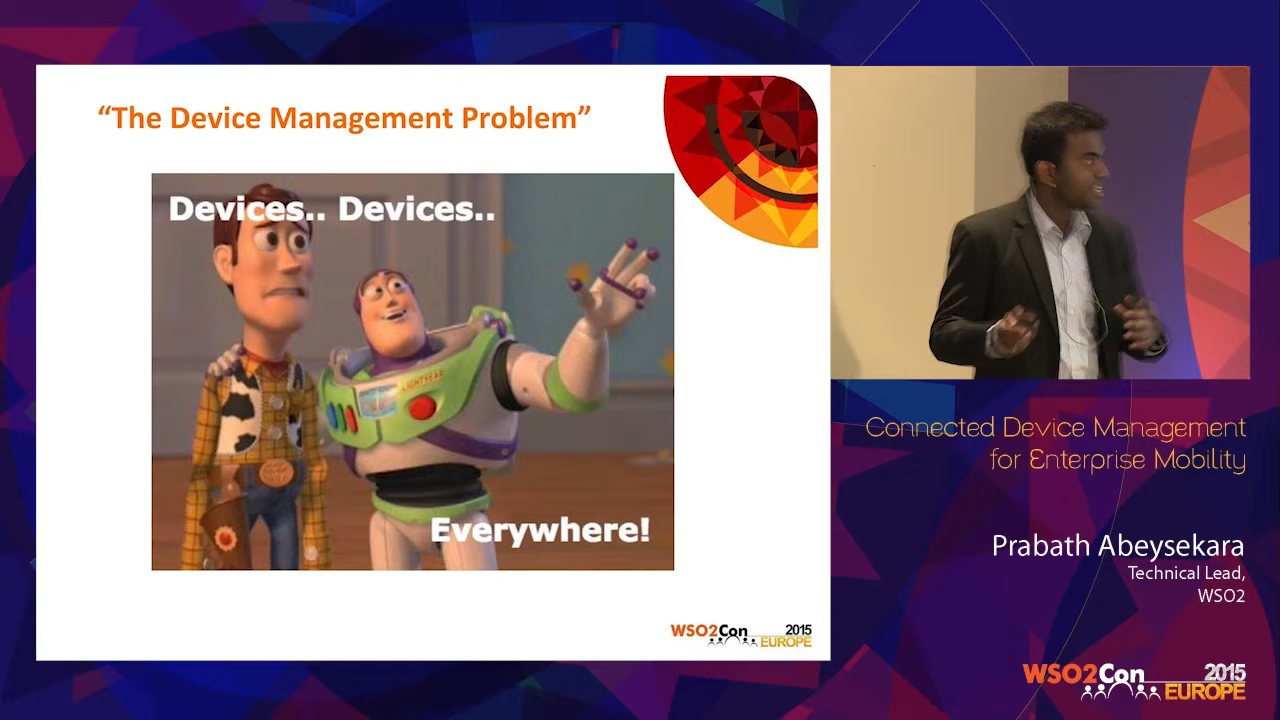 “The Device Management Problem”
Devices.. Devices..
LIGHTYEAR
Everywhere!
WSO2Con 2015
EUROPE
Connected Device Management
for Enterprise Mobility
Prabath Abeysekara
Technical Lead,
WSO2
WSO2Con 2015
EUROPE